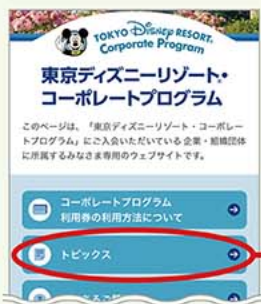 TOKYO Disney RESORT®
Corporate Program
東京ディズニーリゾート®・
コーポレートプログラム
このページは、「東京ディズニーリゾート・コーポレー
トプログラム」にご入会いただいている企業・組織団体
に所属するみなさま専用のウェブサイトです。
コーポレートプログラム
利用券の利用方法について
トピックス